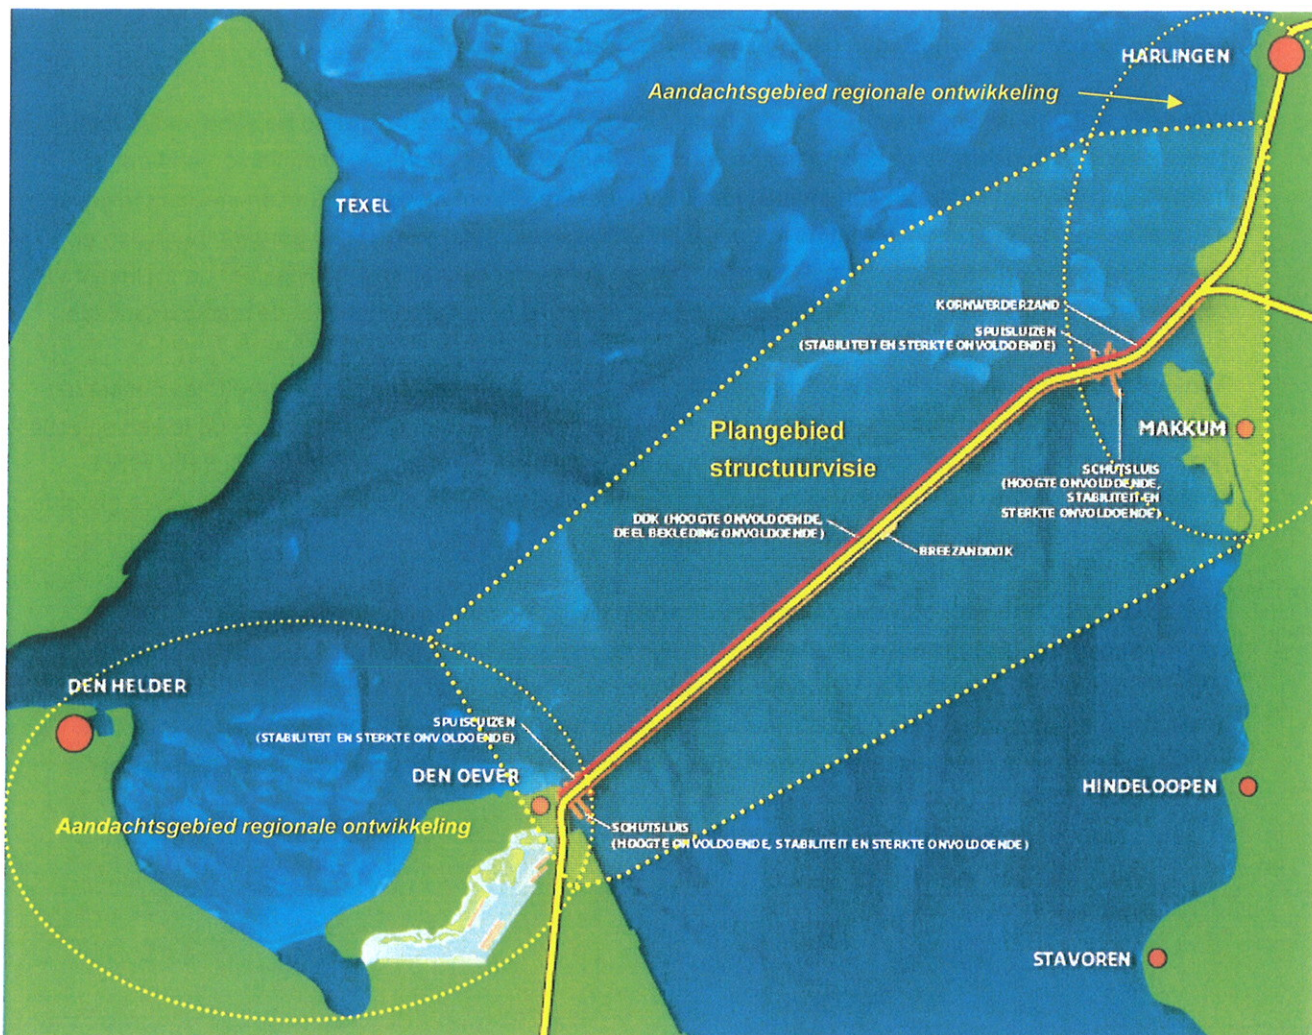 HARLINGEN
Aandachtsgebied regionale ontwikkeling
TEXEL
KORNWERDERZAND
SPUISLUIZEN
(STABILITEIT EN STERKTE ONVOLDOENDE)
Plangebied
structuurvisie
MAKKUM
SCHUTSLUIS
(HOOGTE ONVOLDOENDE,
STABILITEIT EN
STERKTE ONVOLDOENDE)
DIJK (HOOGTE ONVOLDOENDE,
DEEL BEKLEDING ONVOLDOENDE)
BREEZANDDIJK
DEN HELDER
SPUISLUIZEN
(STABILITEIT EN STERKTE ONVOLDOENDE)
DEN OEVER
HINDELOOPEN
Aandachtsgebied regionale ontwikkeling
SCHUTSLUIS
(HOOGTE ONVOLDOENDE, STABILITEIT EN STERKTE ONVOLDOENDE)
STAVOREN